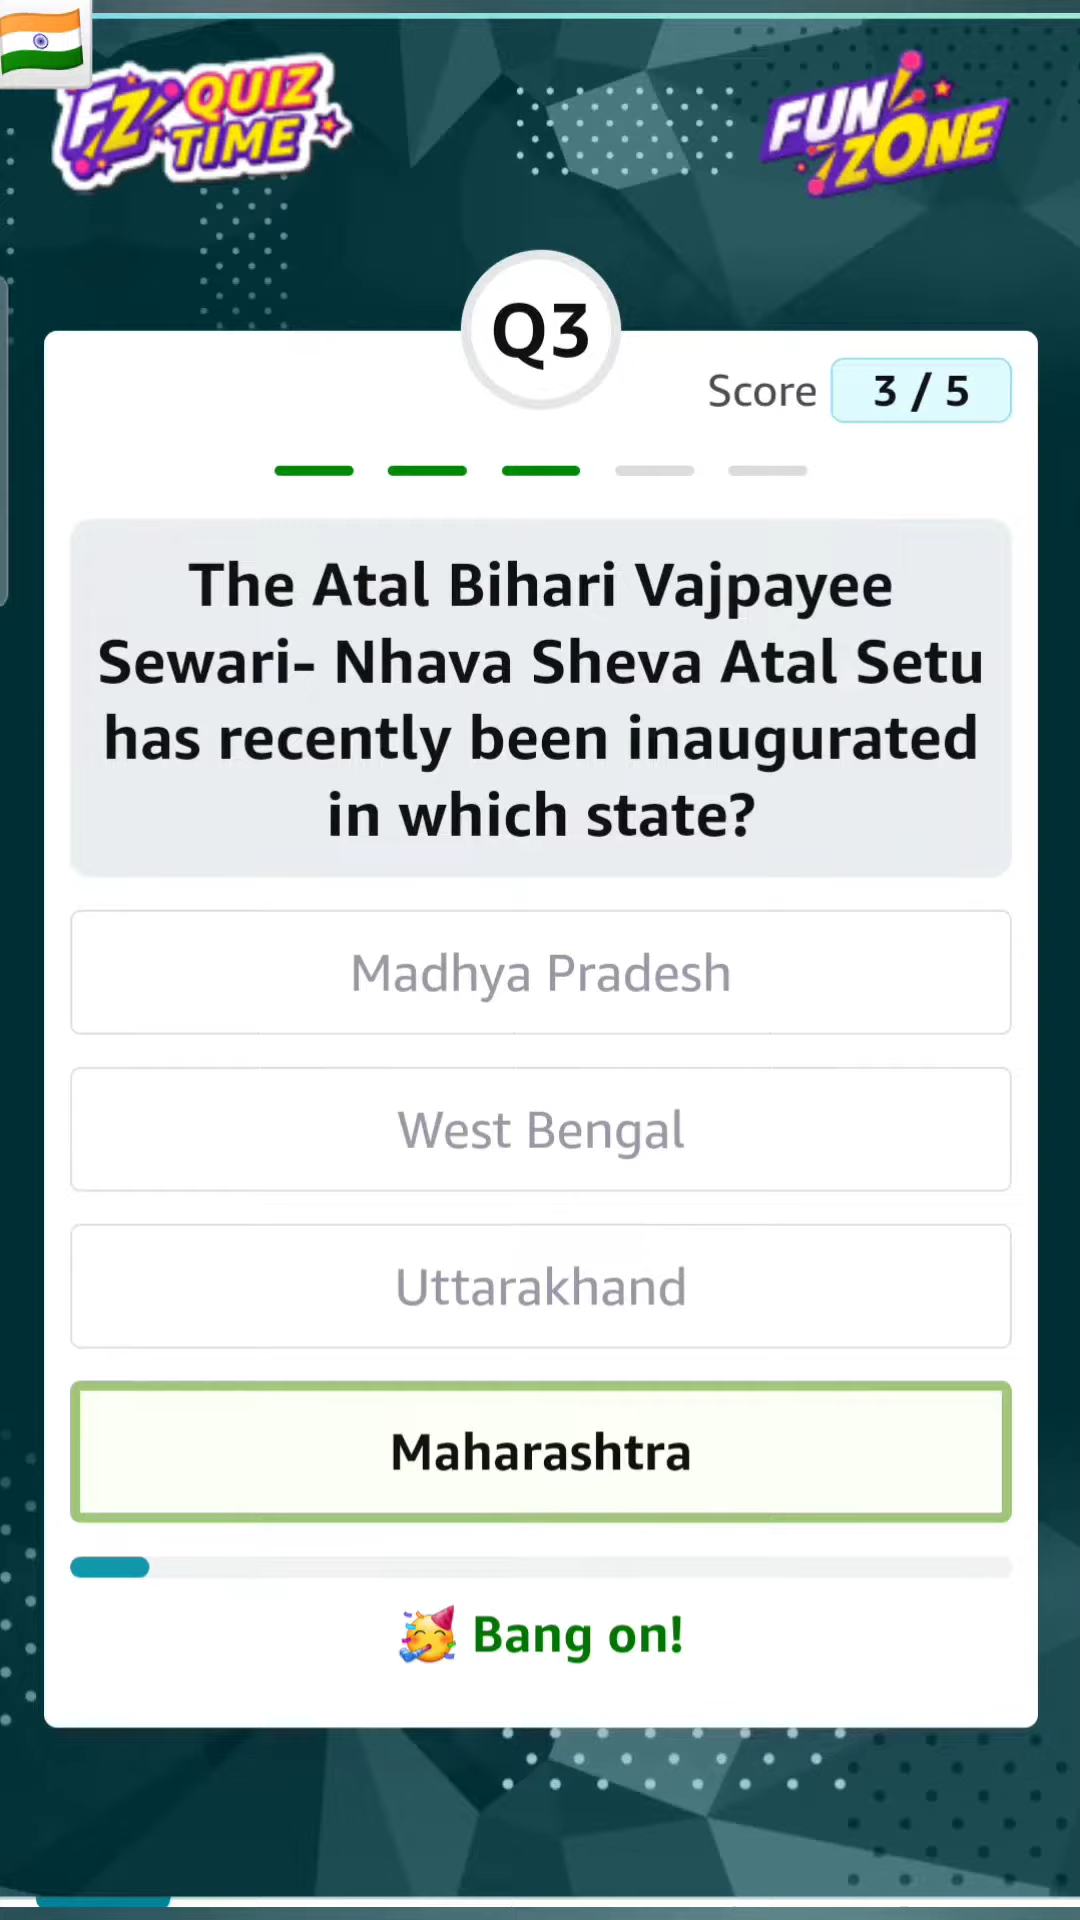 FZ QUIZ
TIME
FUN
ZONE
Q3
Score 3 / 5
The Atal Bihari Vajpayee
Sewari- Nhava Sheva Atal Setu
has recently been inaugurated
in which state?
Madhya Pradesh
West Bengal
Uttarakhand
Maharashtra
Bang on!